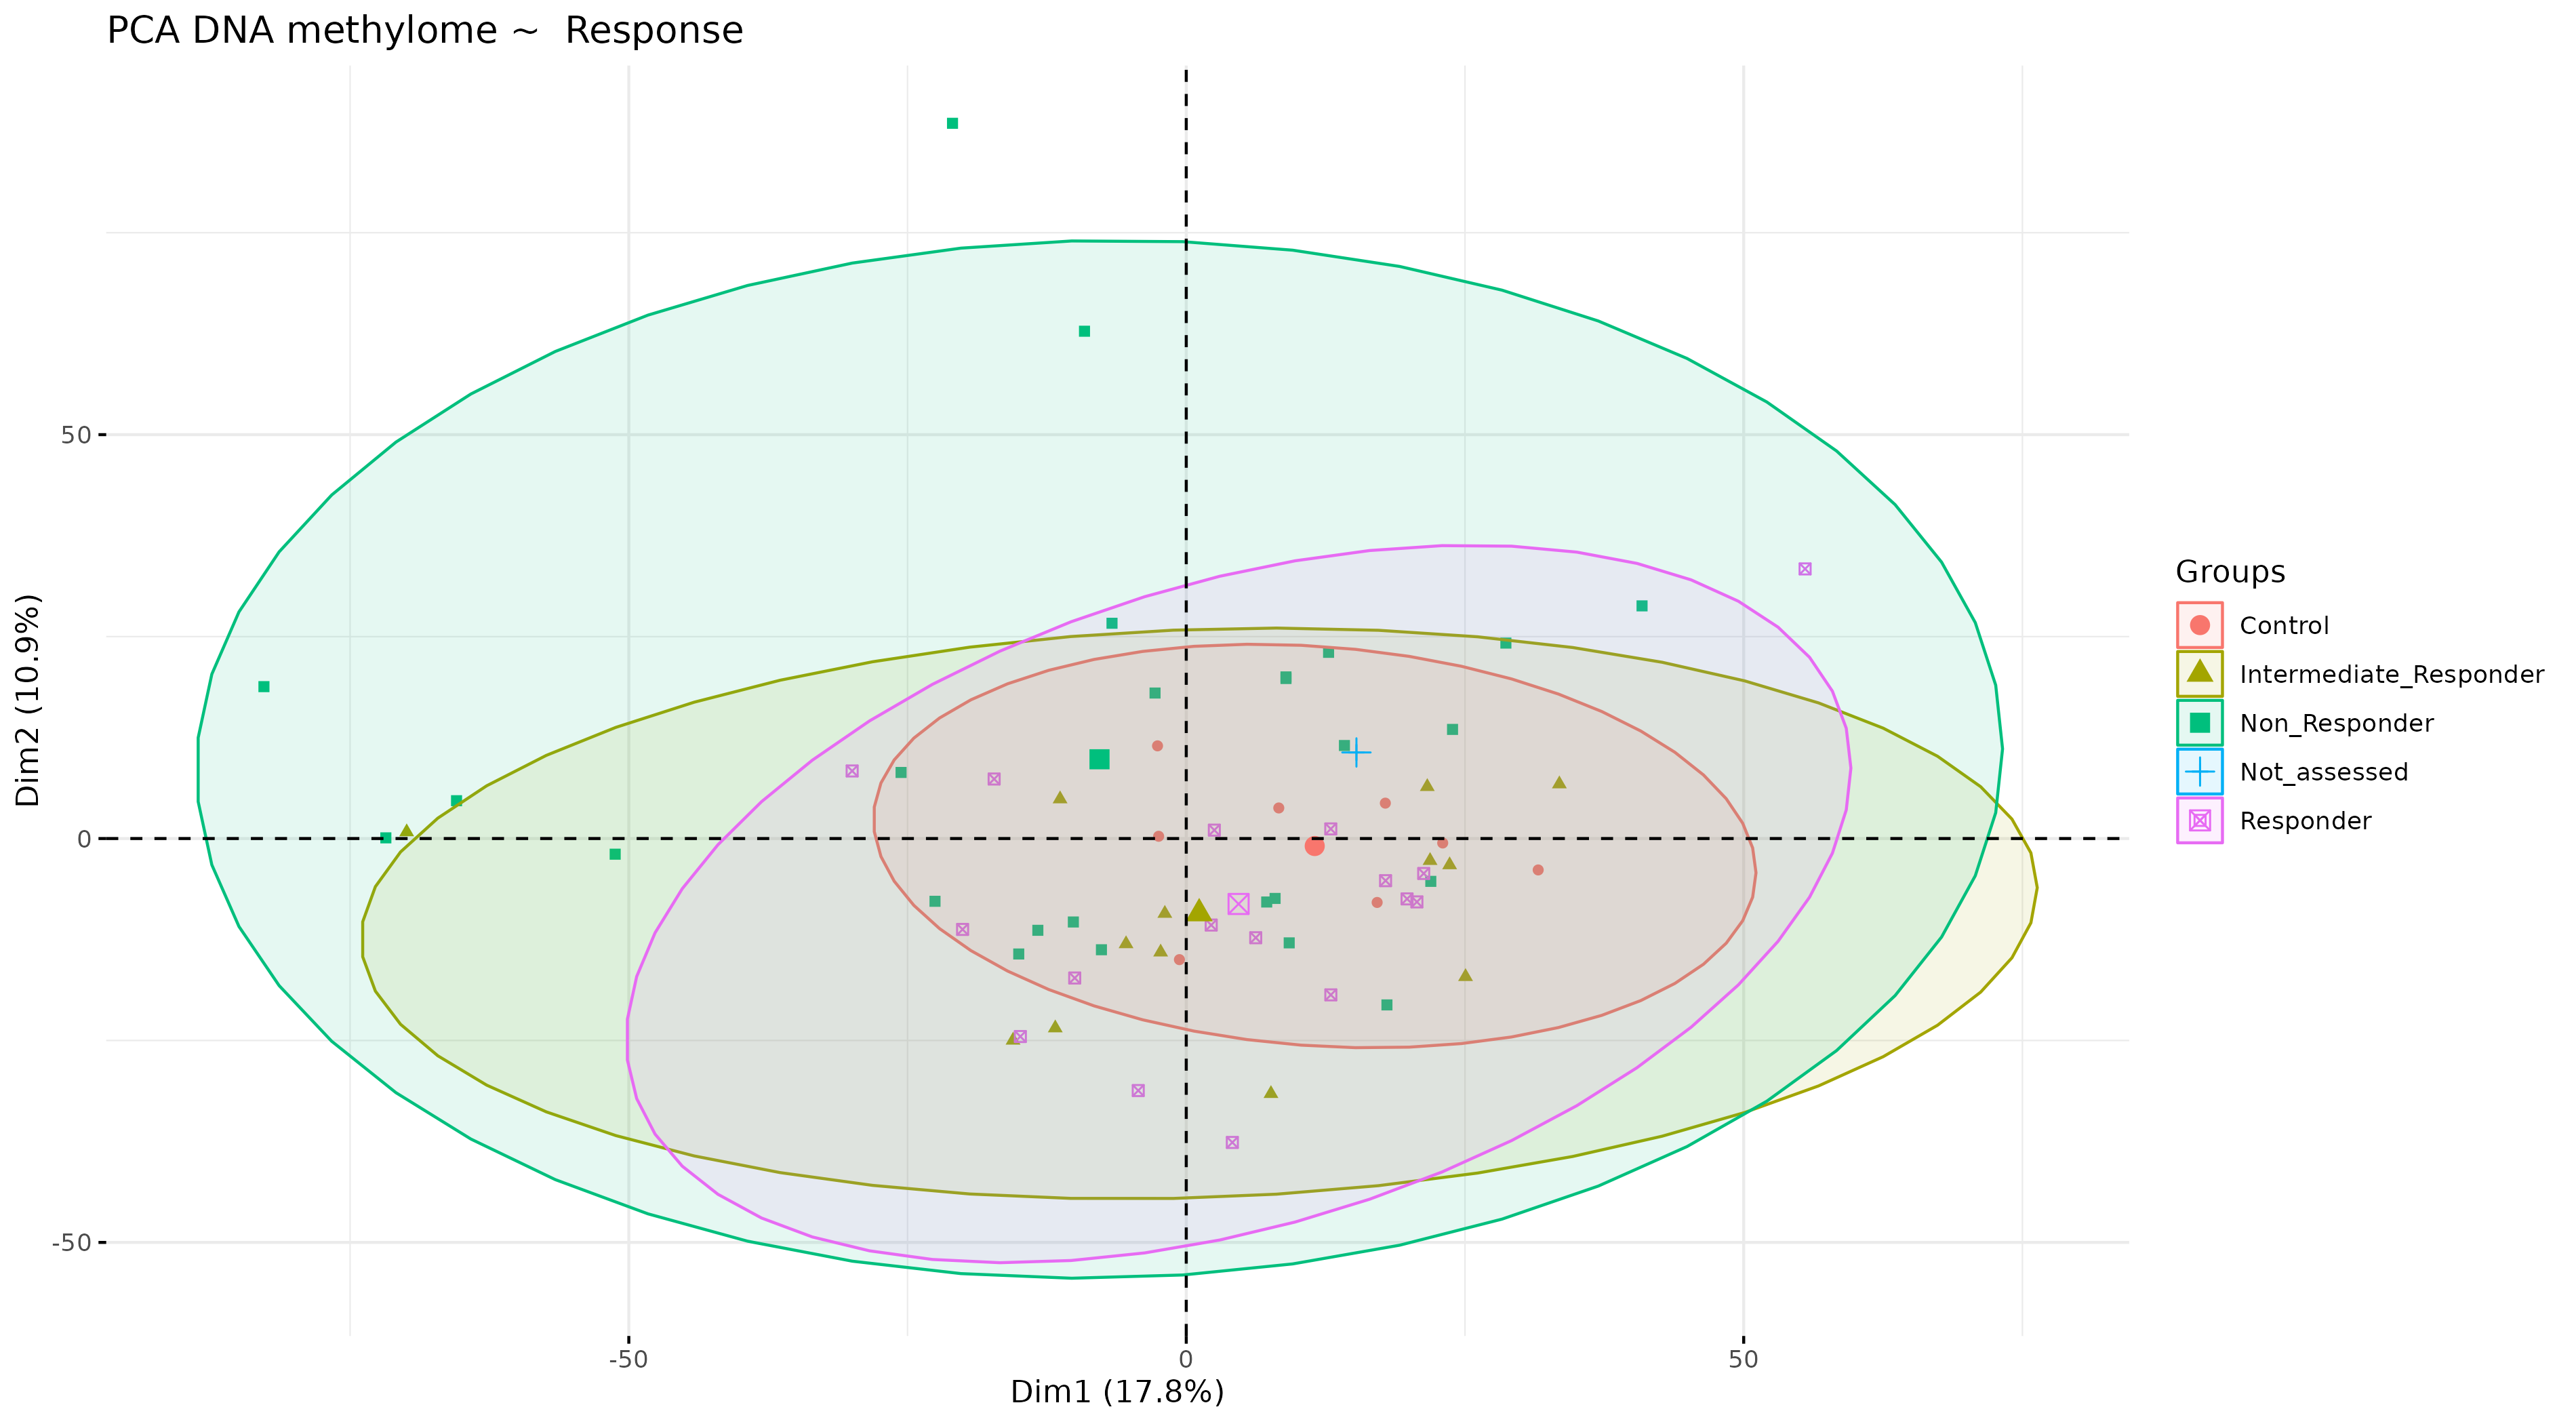 PCA DNA methylome ~  Response
Dim2 (10.9%)
50
0
-50
-50
0
50
Dim1 (17.8%)
Groups
Control
Intermediate_Responder
Non_Responder
Not_assessed
Responder